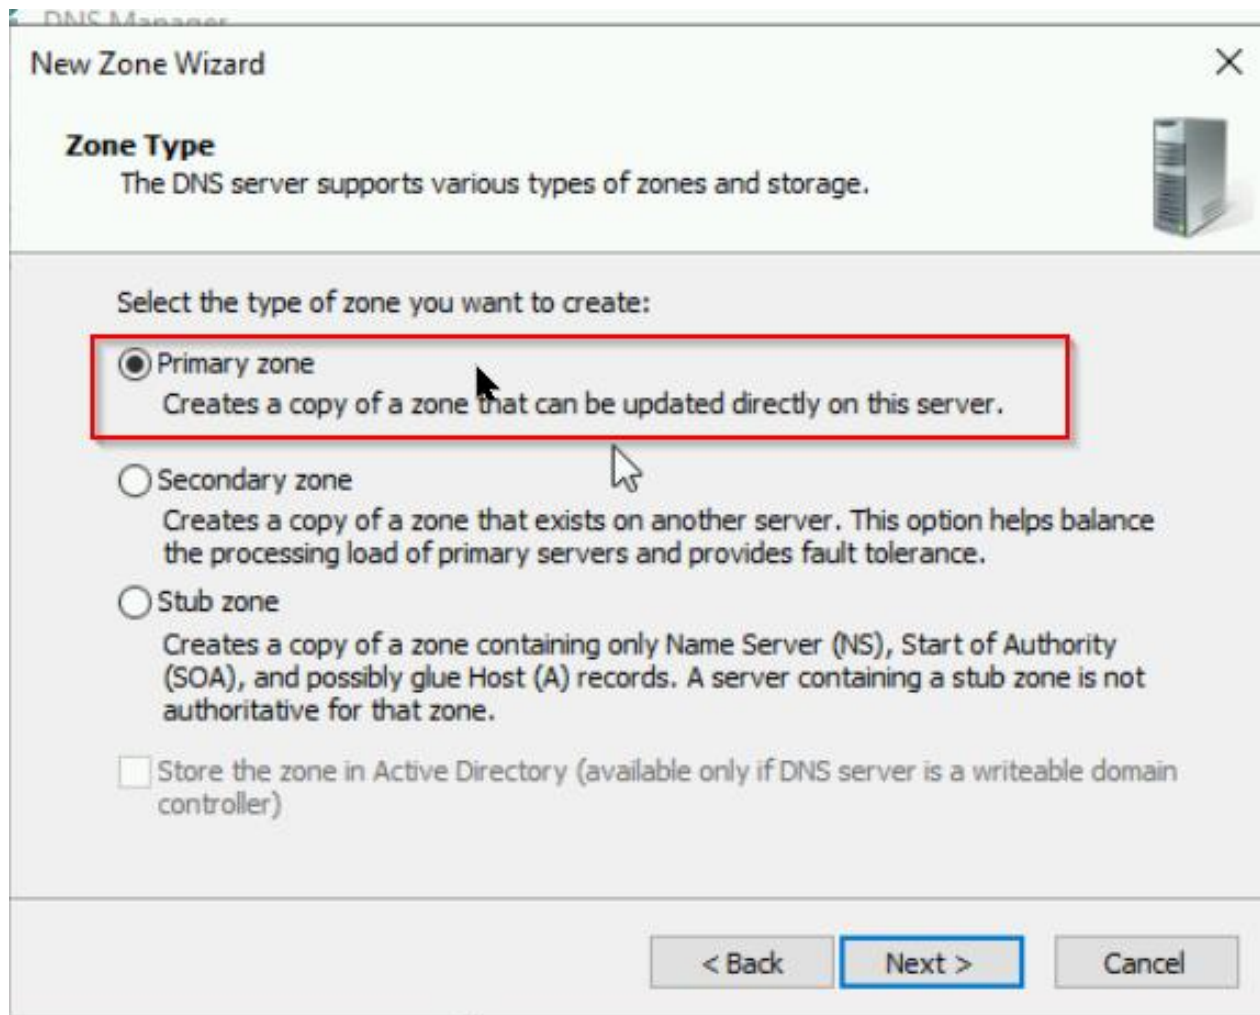 DNS Manager
New Zone Wizard
Zone Type
The DNS server supports various types of zones and storage.
Select the type of zone you want to create:
Primary zone
Creates a copy of a zone that can be updated directly on this server.
Secondary zone
Creates a copy of a zone that exists on another server. This option helps balance
the processing load of primary servers and provides fault tolerance.
Stub zone
Creates a copy of a zone containing only Name Server (NS), Start of Authority
(SOA), and possibly glue Host (A) records. A server containing a stub zone is not
authoritative for that zone.
Store the zone in Active Directory (available only if DNS server is a writeable domain
controller)
< Back
Next >
Cancel